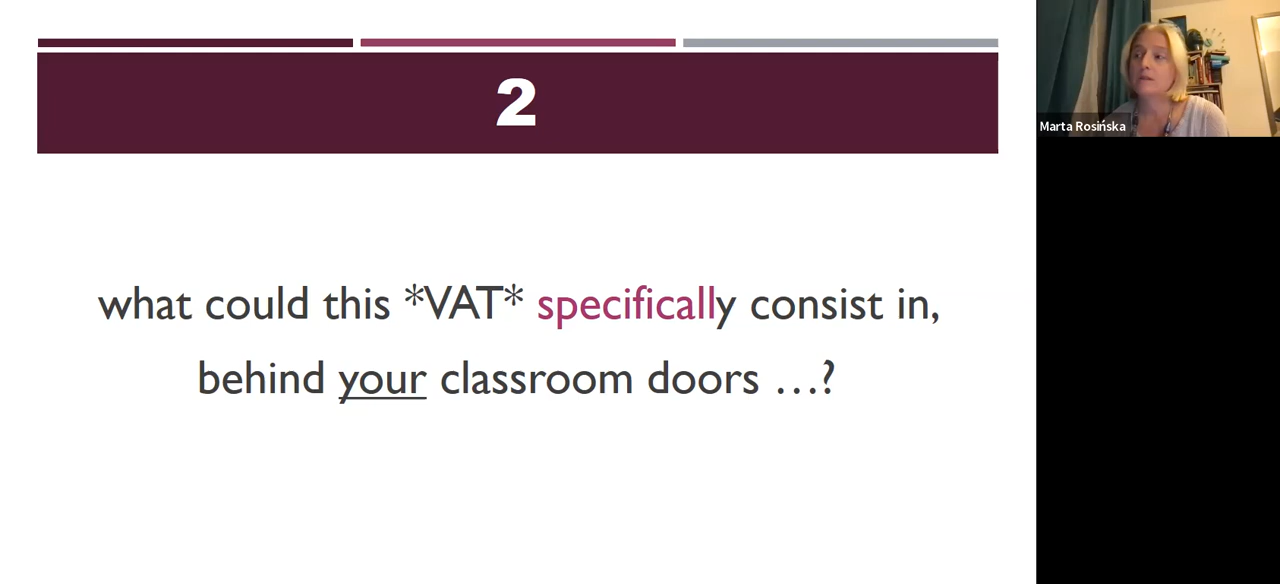 2
what could this *VAT* specifically consist in,
behind your classroom doors …?
Marta Rosińska